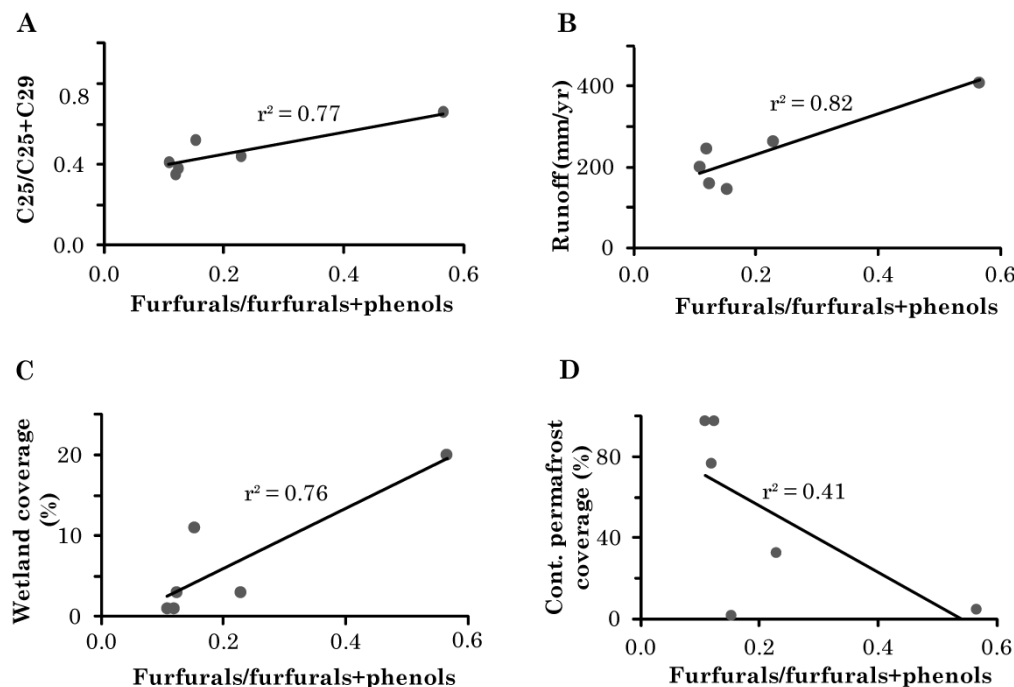 A
C25/C25+C29
0.8
0.4
0.0
r² = 0.77
0.0 0.2 0.4 0.6
Furfurals/furfurals+phenols
B
Runoff (mm/yr)
400
200
0
r² = 0.82
0.0 0.2 0.4 0.6
Furfurals/furfurals+phenols
C
Wetland coverage
(%)
20
10
0
r² = 0.76
0.0 0.2 0.4 0.6
Furfurals/furfurals+phenols
D
Cont. permafrost
coverage (%)
80
40
0
r² = 0.41
0.0 0.2 0.4 0.6
Furfurals/furfurals+phenols